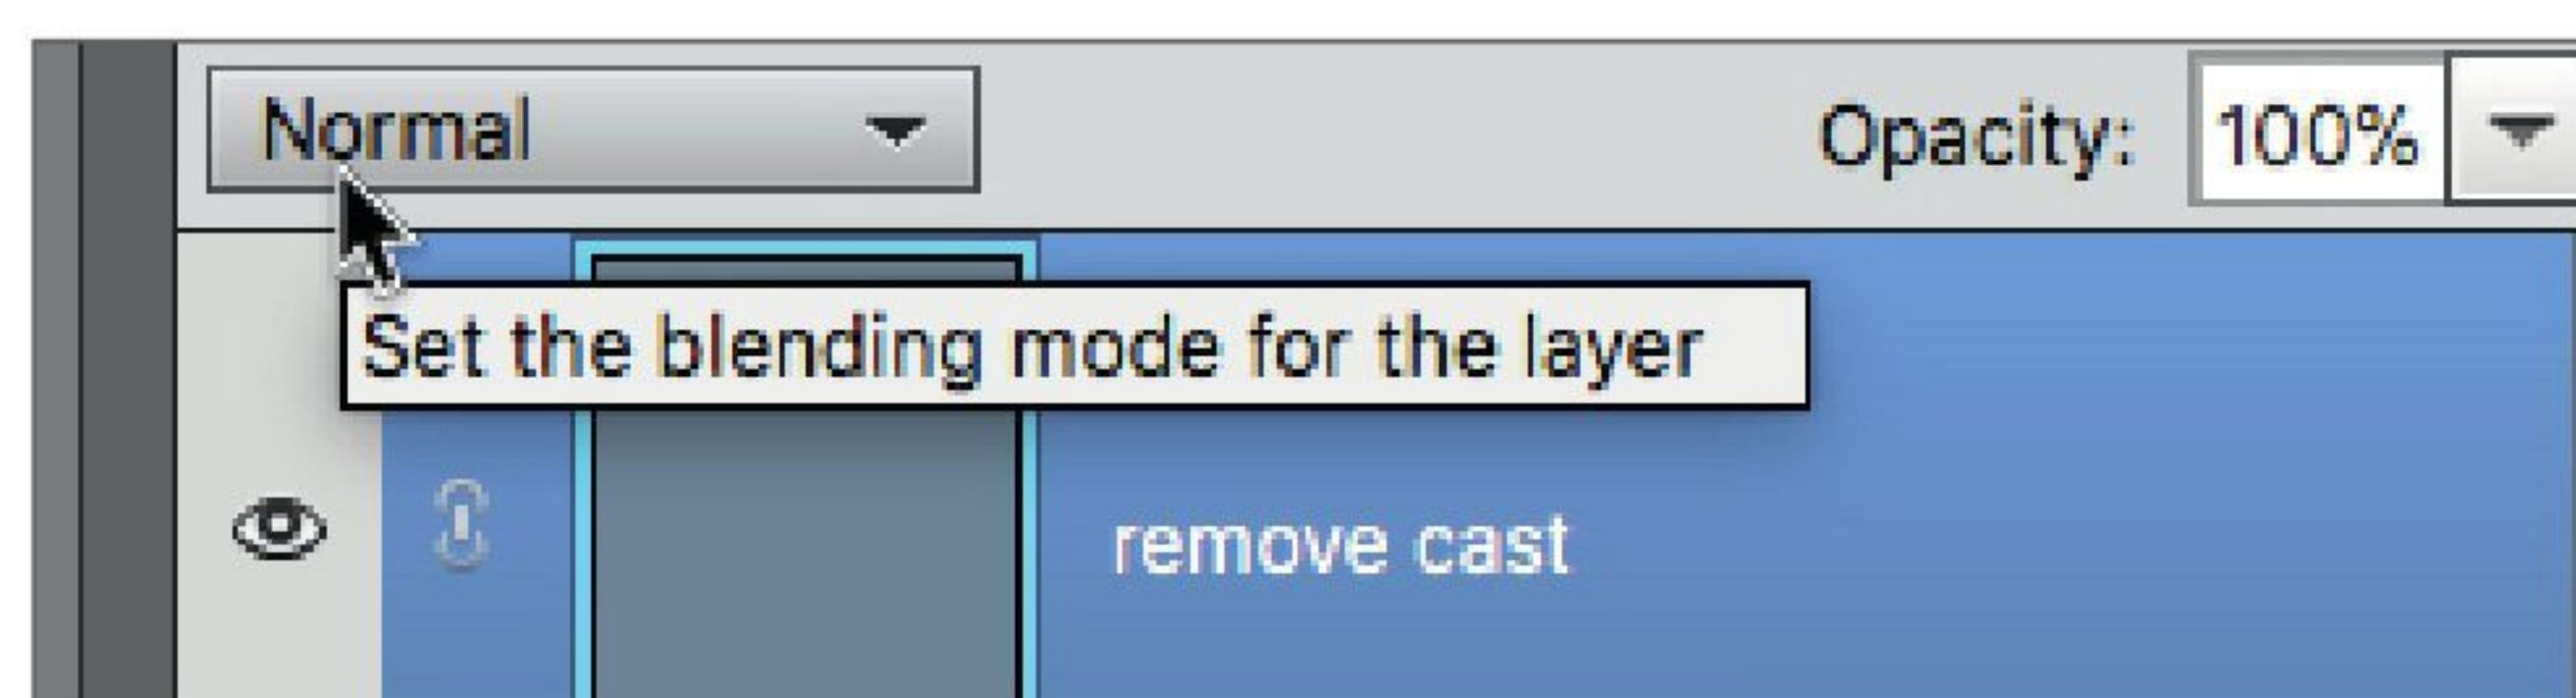 Normal
Opacity: 100%
Set the blending mode for the layer
remove cast